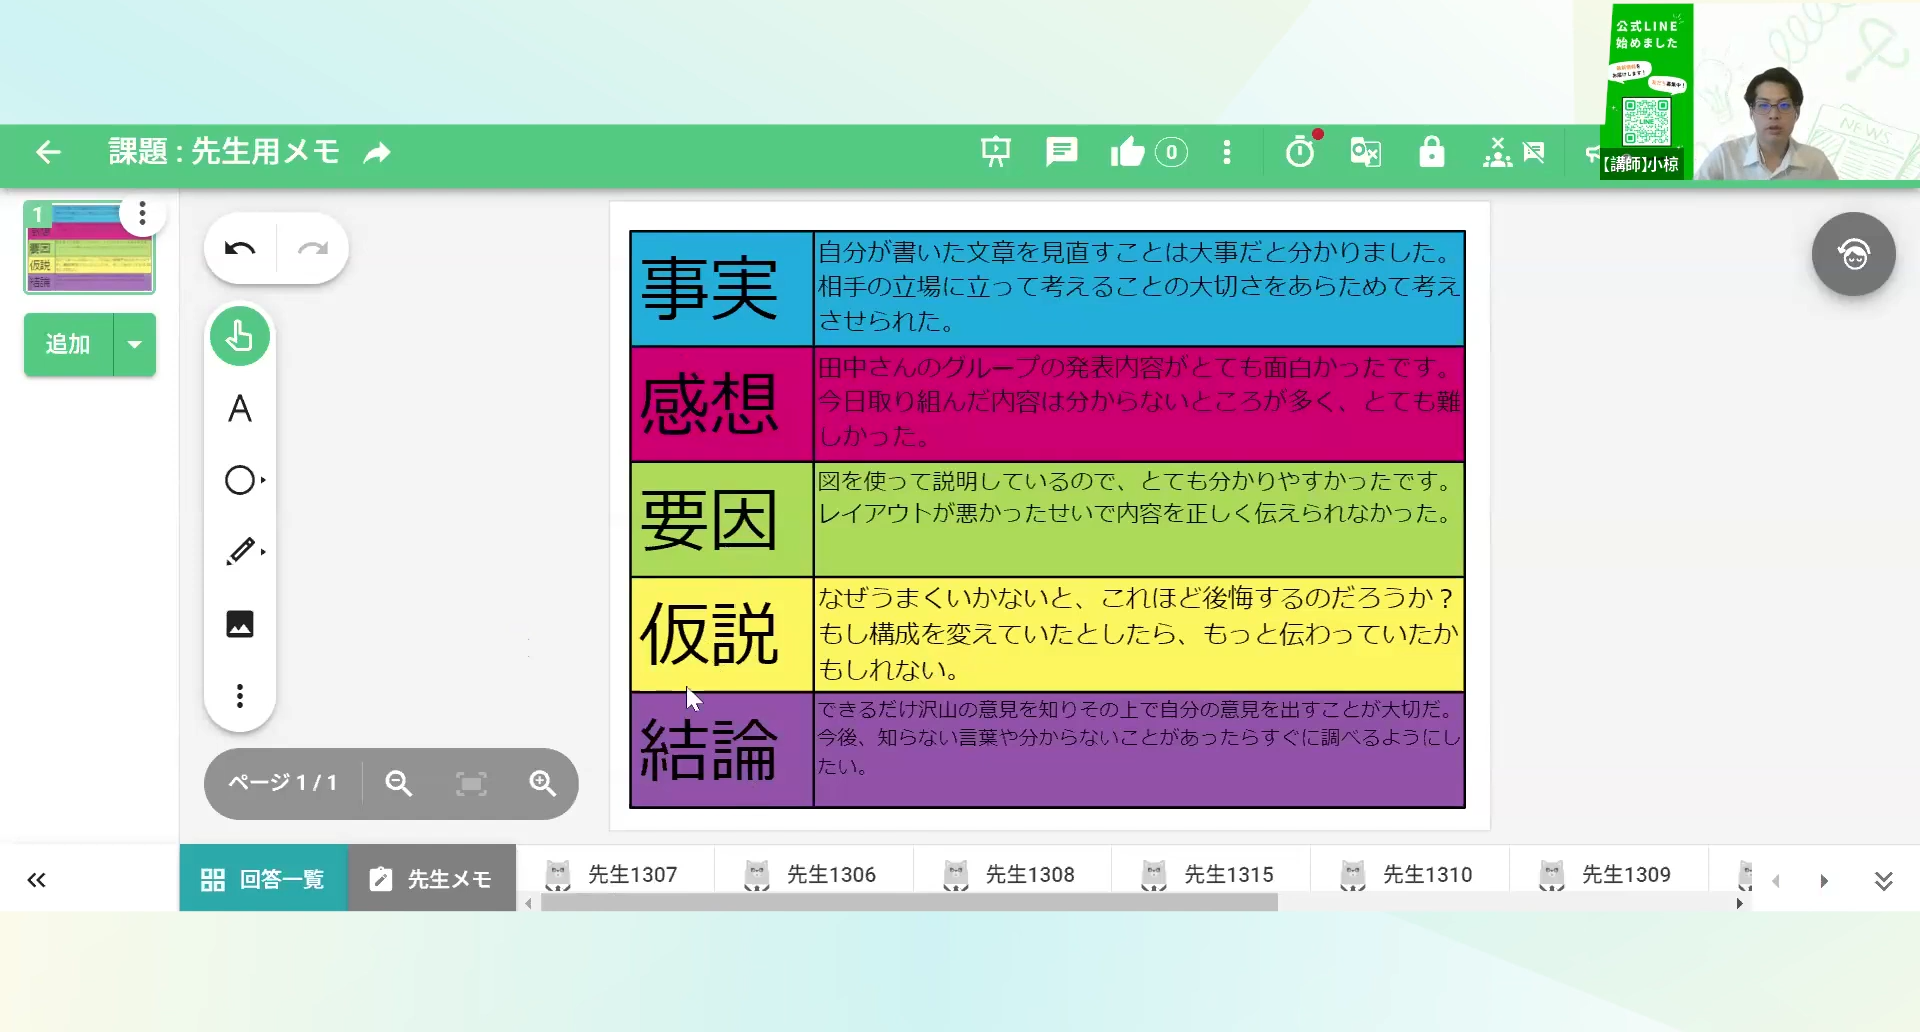 公式LINE
始めました
LINE
NEWS
【講師】小椋
課題 : 先生用メモ
0
1
追加
事実
自分が書いた文章を見直すことは大事だと分かりました。
相手の立場に立って考えることの大切さをあらためて考え
させられた。
感想
田中さんのグループの発表内容がとても面白かったです。
今日取り組んだ内容は分からないところが多く、とても難
しかった。
要因
図を使って説明しているので、とても分かりやすかったです。
レイアウトが悪かったせいで内容を正しく伝えられなかった。
仮説
なぜうまくいかないと、これほど後悔するのだろうか？
もし構成を変えていたとしたら、もっと伝わっていたか
もしれない。
結論
できるだけ沢山の意見を知りその上で自分の意見を出すことが大切だ。
今後、知らない言葉や分からないことがあったらすぐに調べるようにし
たい。
A
ページ 1 / 1
回答一覧
先生メモ
先生1307
先生1306
先生1308
先生1315
先生1310
先生1309